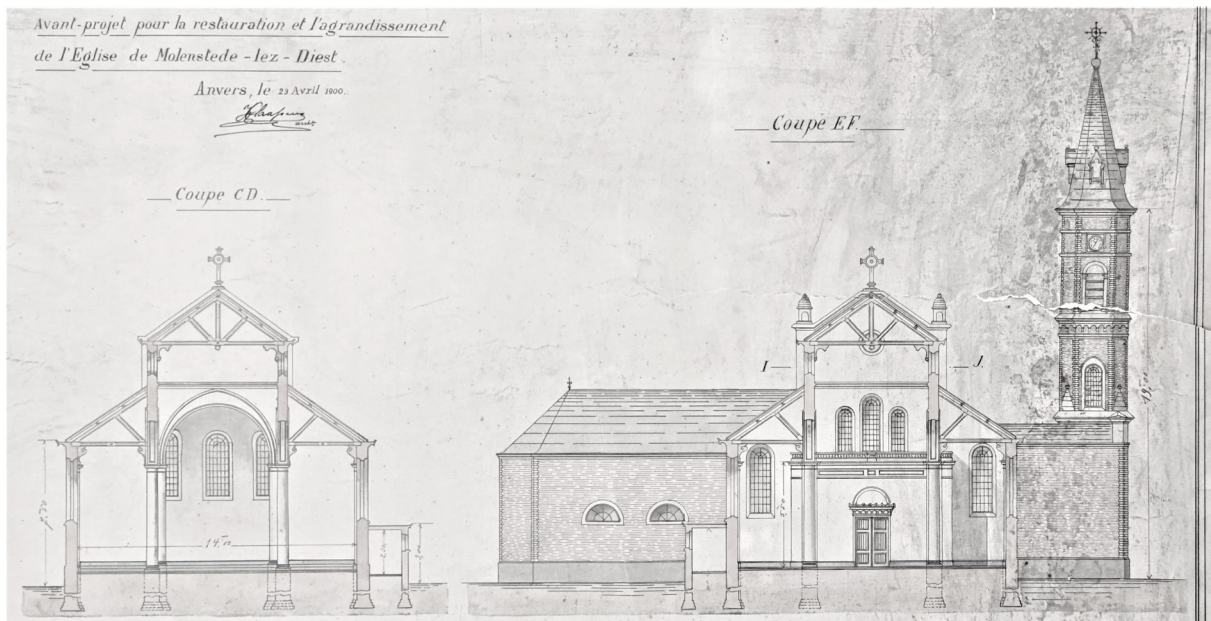 Avant-projet pour la restauration et l'agrandissement
de l'Eglise de Molenstede-lez-Diest.
Anvers, le 23 Avril 1900.
Coupe CD.
Coupe EF.
I
J.
14.00